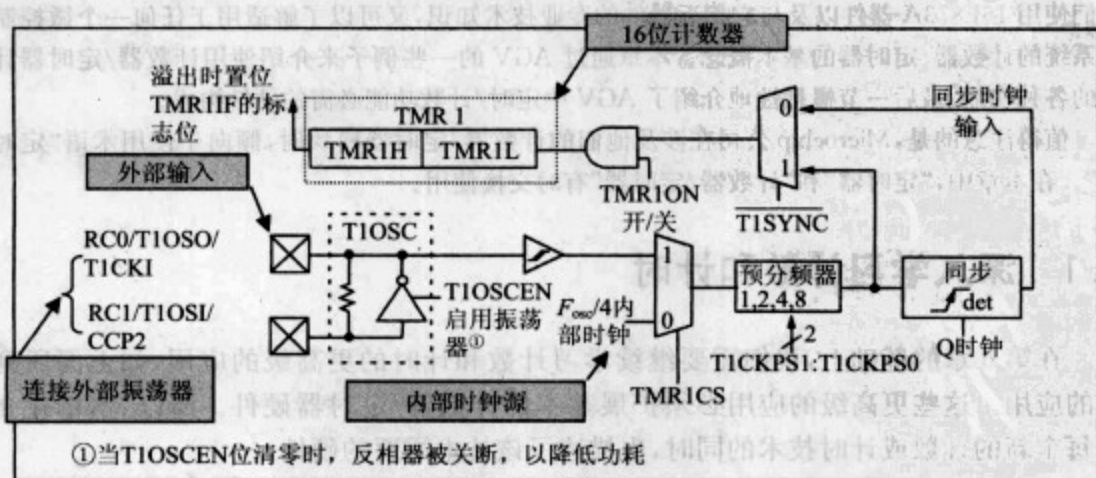 16位计数器
溢出时置位
TMR1IF的标
志位
TMR 1
TMR1H TMR1L
0
1
同步时钟
输入
外部输入
TMR1ON
开/关
T1SYNC
RC0/T1OSO/
T1CKI
T1OSC
1
预分频器
1,2,4,8
同步
det
RC1/T1OSI/
CCP2
T1OSCEN
启用振荡
器①
Fosc/4内
部时钟
0
2
Q时钟
T1CKPS1:T1CKPS0
连接外部振荡器
内部时钟源
TMR1CS
①当T1OSCEN位清零时，反相器被关断，以降低功耗